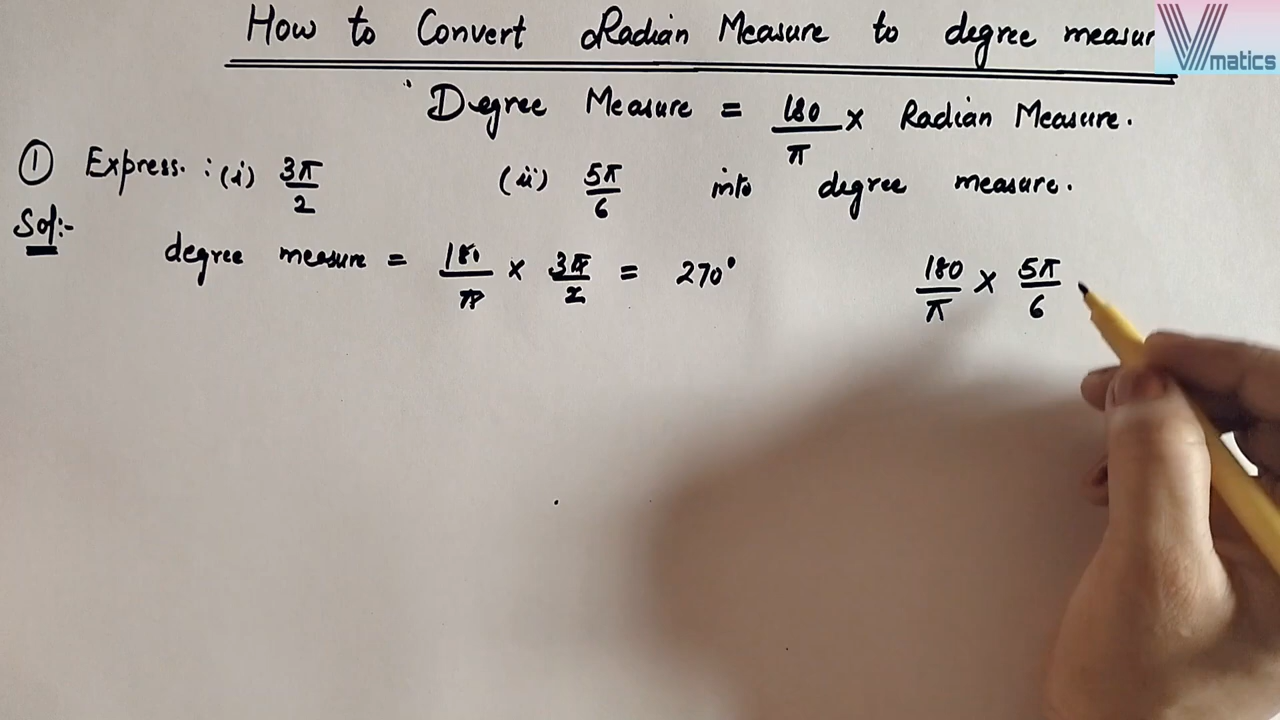 How to Convert Radian Measure to degree measur
V matics
Degree Measure = 180/π × Radian Measure.
① Express : (i) 3π/2 (ii) 5π/6 into degree measure.
Sol:-
degree measure = 180/π × 3π/2 = 270° 180/π × 5π/6